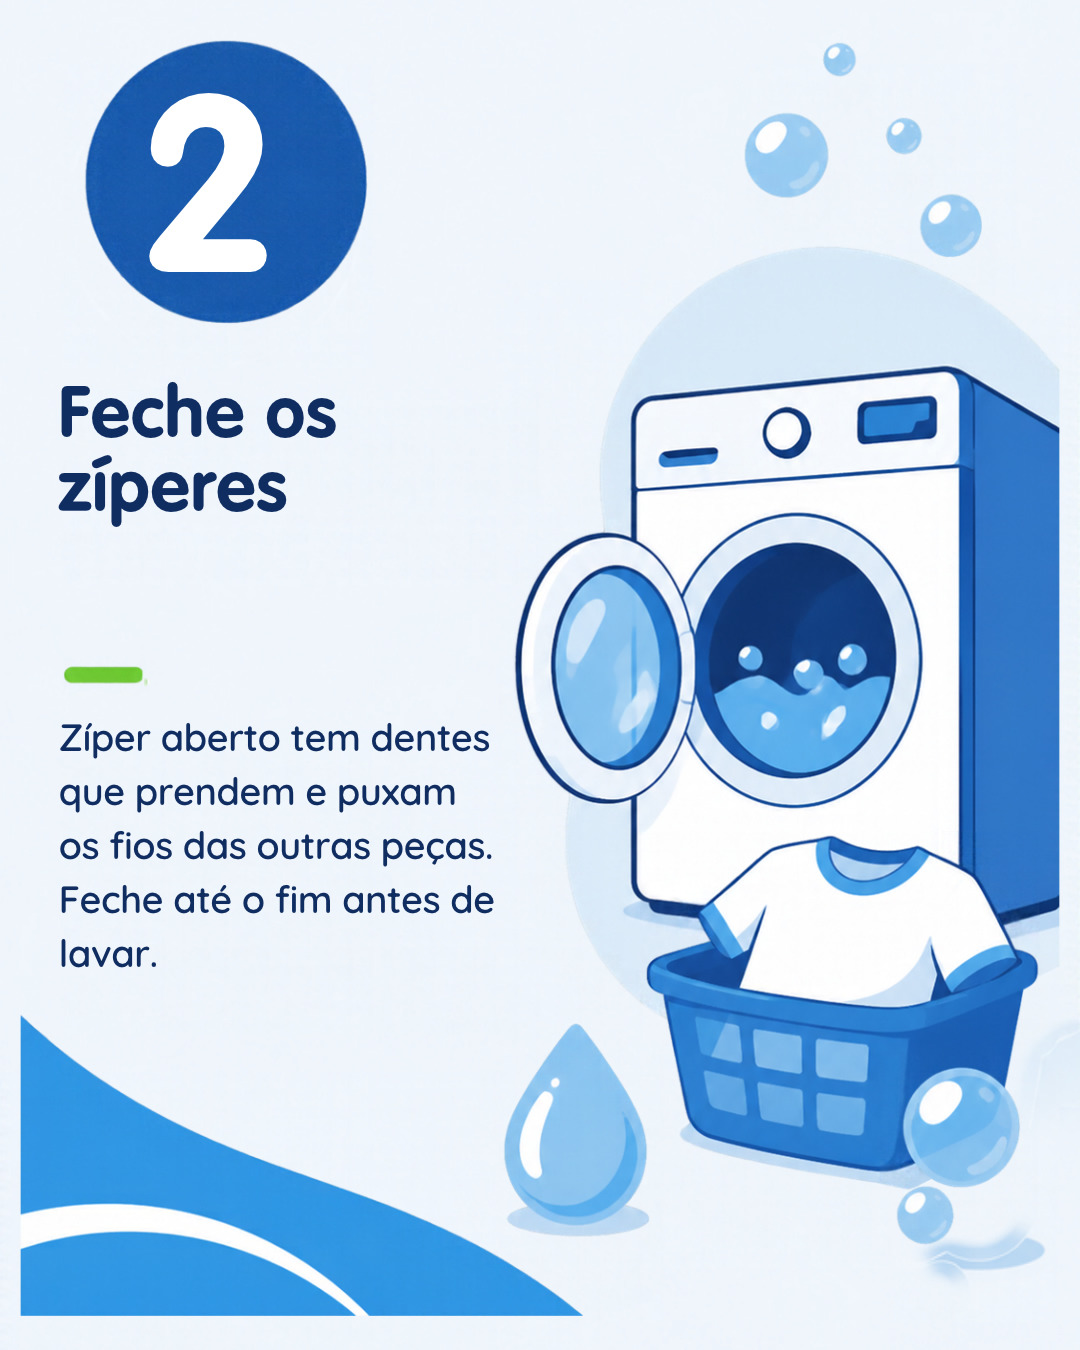 2
Feche os
zíperes
Zíper aberto tem dentes
que prendem e puxam
os fios das outras peças.
Feche até o fim antes de
lavar.